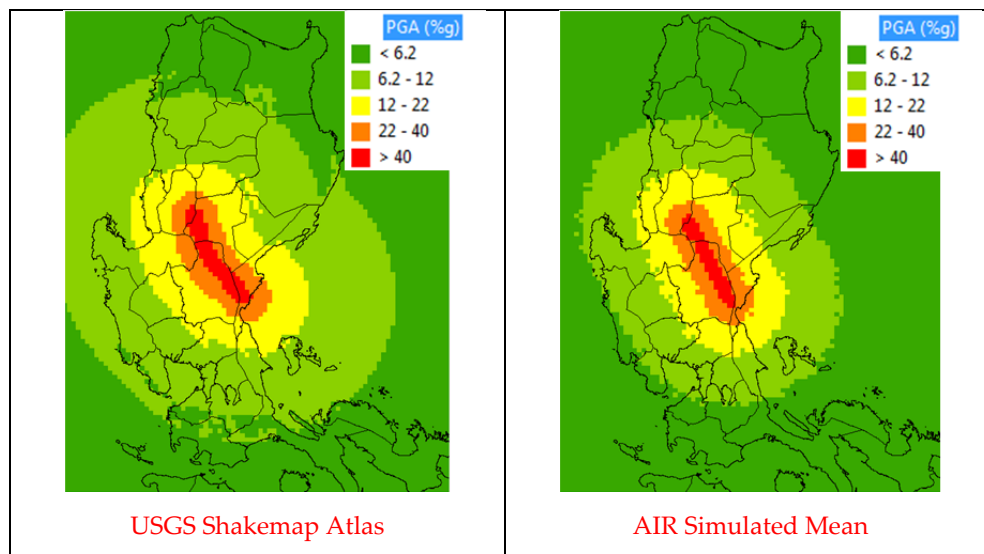 PGA (%g)
< 6.2
6.2 - 12
12 - 22
22 - 40
> 40
USGS Shakemap Atlas
PGA (%g)
< 6.2
6.2 - 12
12 - 22
22 - 40
> 40
AIR Simulated Mean